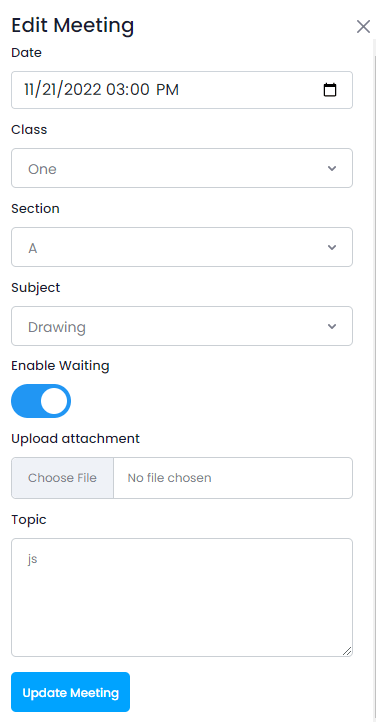 Edit Meeting
Date
11/21/2022 03:00 PM
Class
One
Section
A
Subject
Drawing
Enable Waiting
Upload attachment
Choose File No file chosen
Topic
js
Update Meeting